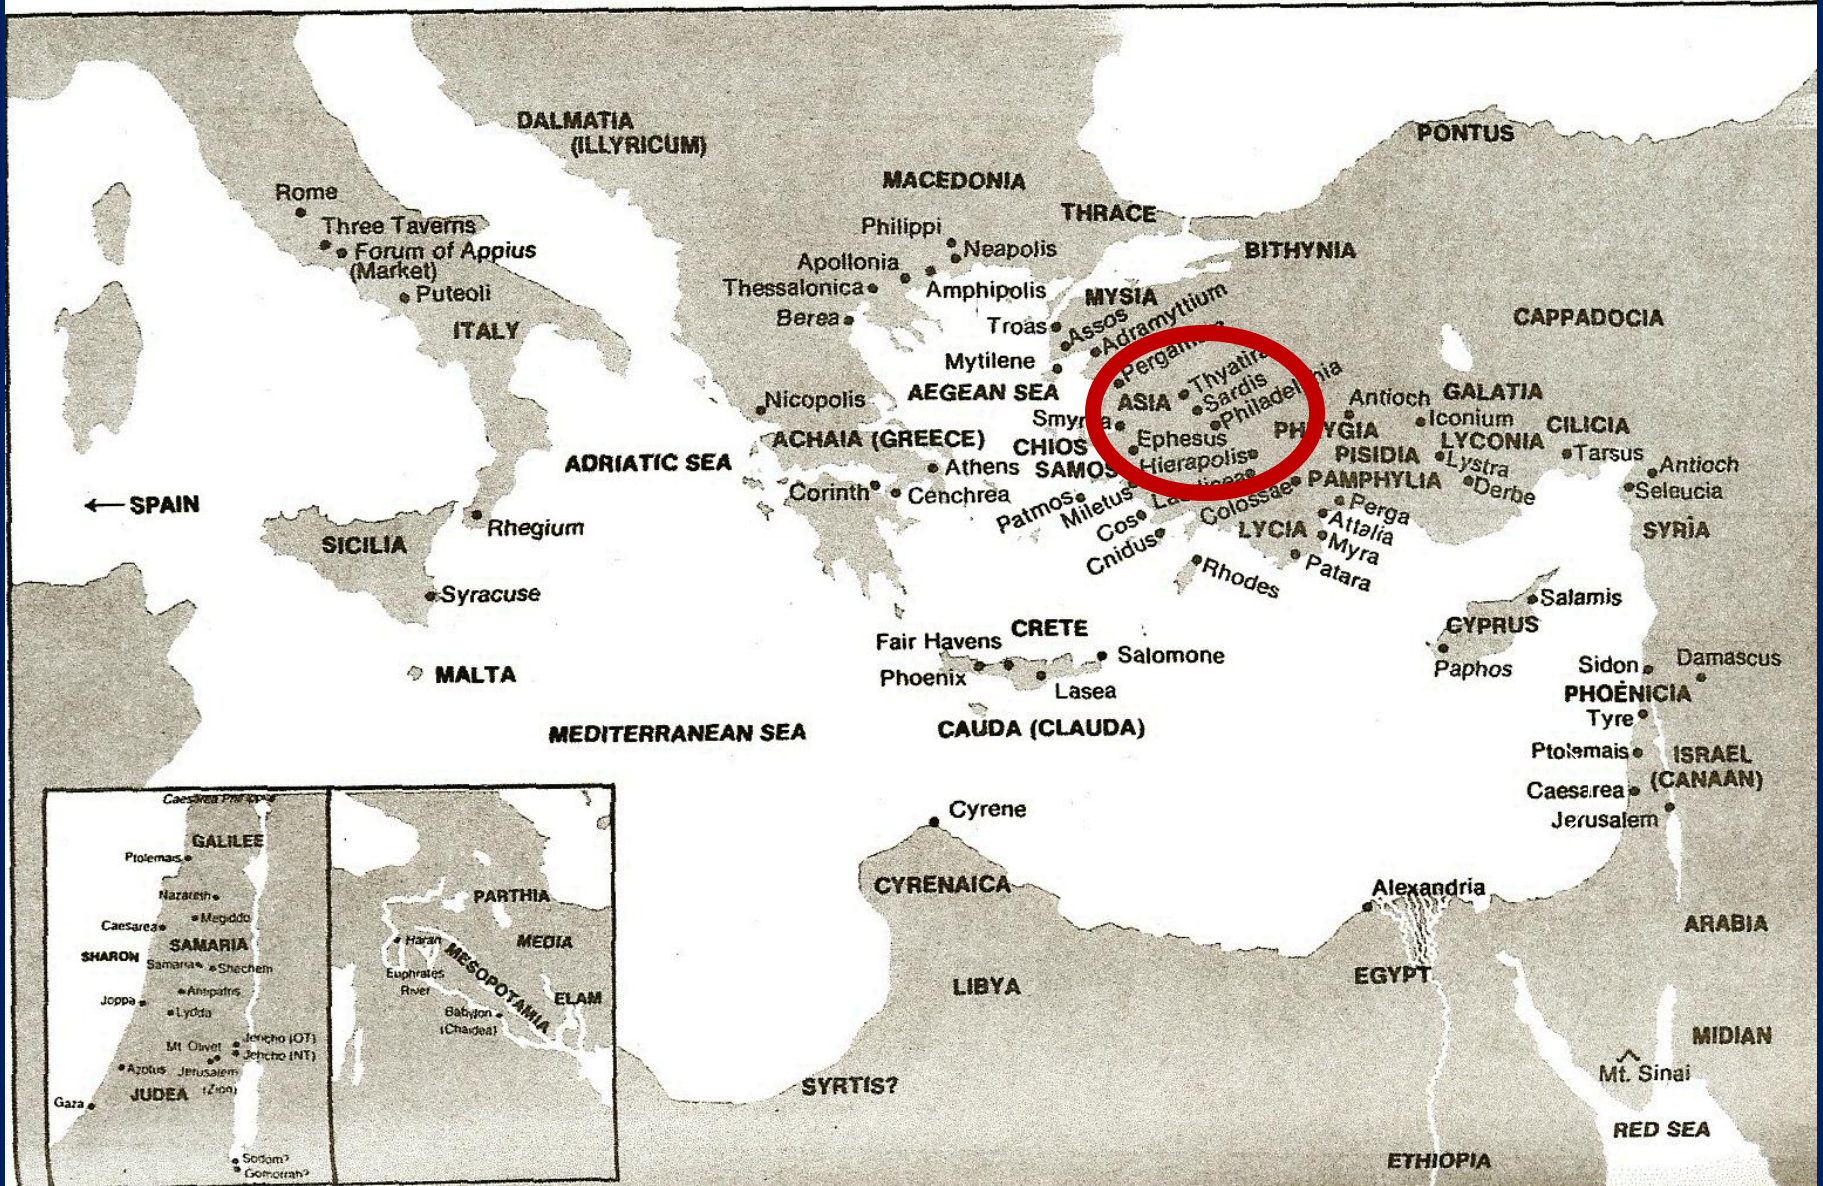 DALMATIA
(ILLYRICUM)
PONTUS
MACEDONIA
Rome
THRACE
Three Taverns
Philippi
Forum of Appius
(Market)
Neapolis
BITHYNIA
Apollonia
Thessalonica
Amphipolis
Puteoli
MYSIA
ITALY
Berea
Troas
Assos
Adramyttium
CAPPADOCIA
Mytilene
Pergamum
Thyatira
Sardis
Philadelphia
AEGEAN SEA
ASIA
Nicopolis
Antioch
GALATIA
Smyrna
Iconium
CILICIA
ACHAIA (GREECE)
CHIOS
Ephesus
PHRYGIA
LYCONIA
ADRIATIC SEA
Athens
SAMOS
Hierapolis
PISIDIA
Lystra
Tarsus
Antioch
Corinth
Cenchrea
Patmos
Miletus
Laodicea
Colossae
PAMPHYLIA
Derbe
Seleucia
SPAIN
Cos
Perga
Attalia
SICILIA
Rhegium
Cnidus
LYCIA
Myra
SYRIA
Rhodes
Patara
Syracuse
Salamis
Fair Havens
CRETE
CYPRUS
Salomone
Phoenix
Lasea
Paphos
Sidon
Damascus
MALTA
PHOENICIA
MEDITERRANEAN SEA
CAUDA (CLAUDA)
Tyre
Ptolemais
ISRAEL
(CANAAN)
Caesarea
Jerusalem
Cyrene
CYRENAICA
Alexandria
ARABIA
LIBYA
EGYPT
MIDIAN
SYRTIS?
Mt. Sinai
RED SEA
ETHIOPIA
Caesarea Philippi
GALILEE
Ptolemais
Nazareth
Megiddo
Caesarea
SAMARIA
SHARON
Samaria
Shechem
Joppa
Antipatris
Lydda
Mt Olivet
Jericho (OT)
Jericho (NT)
Azotus
Jerusalem
(Zion)
JUDEA
Gaza
Sodom?
Gomorrah?
PARTHIA
Haran
MEDIA
MESOPOTAMIA
Euphrates
River
ELAM
Babylon
(Chaldea)